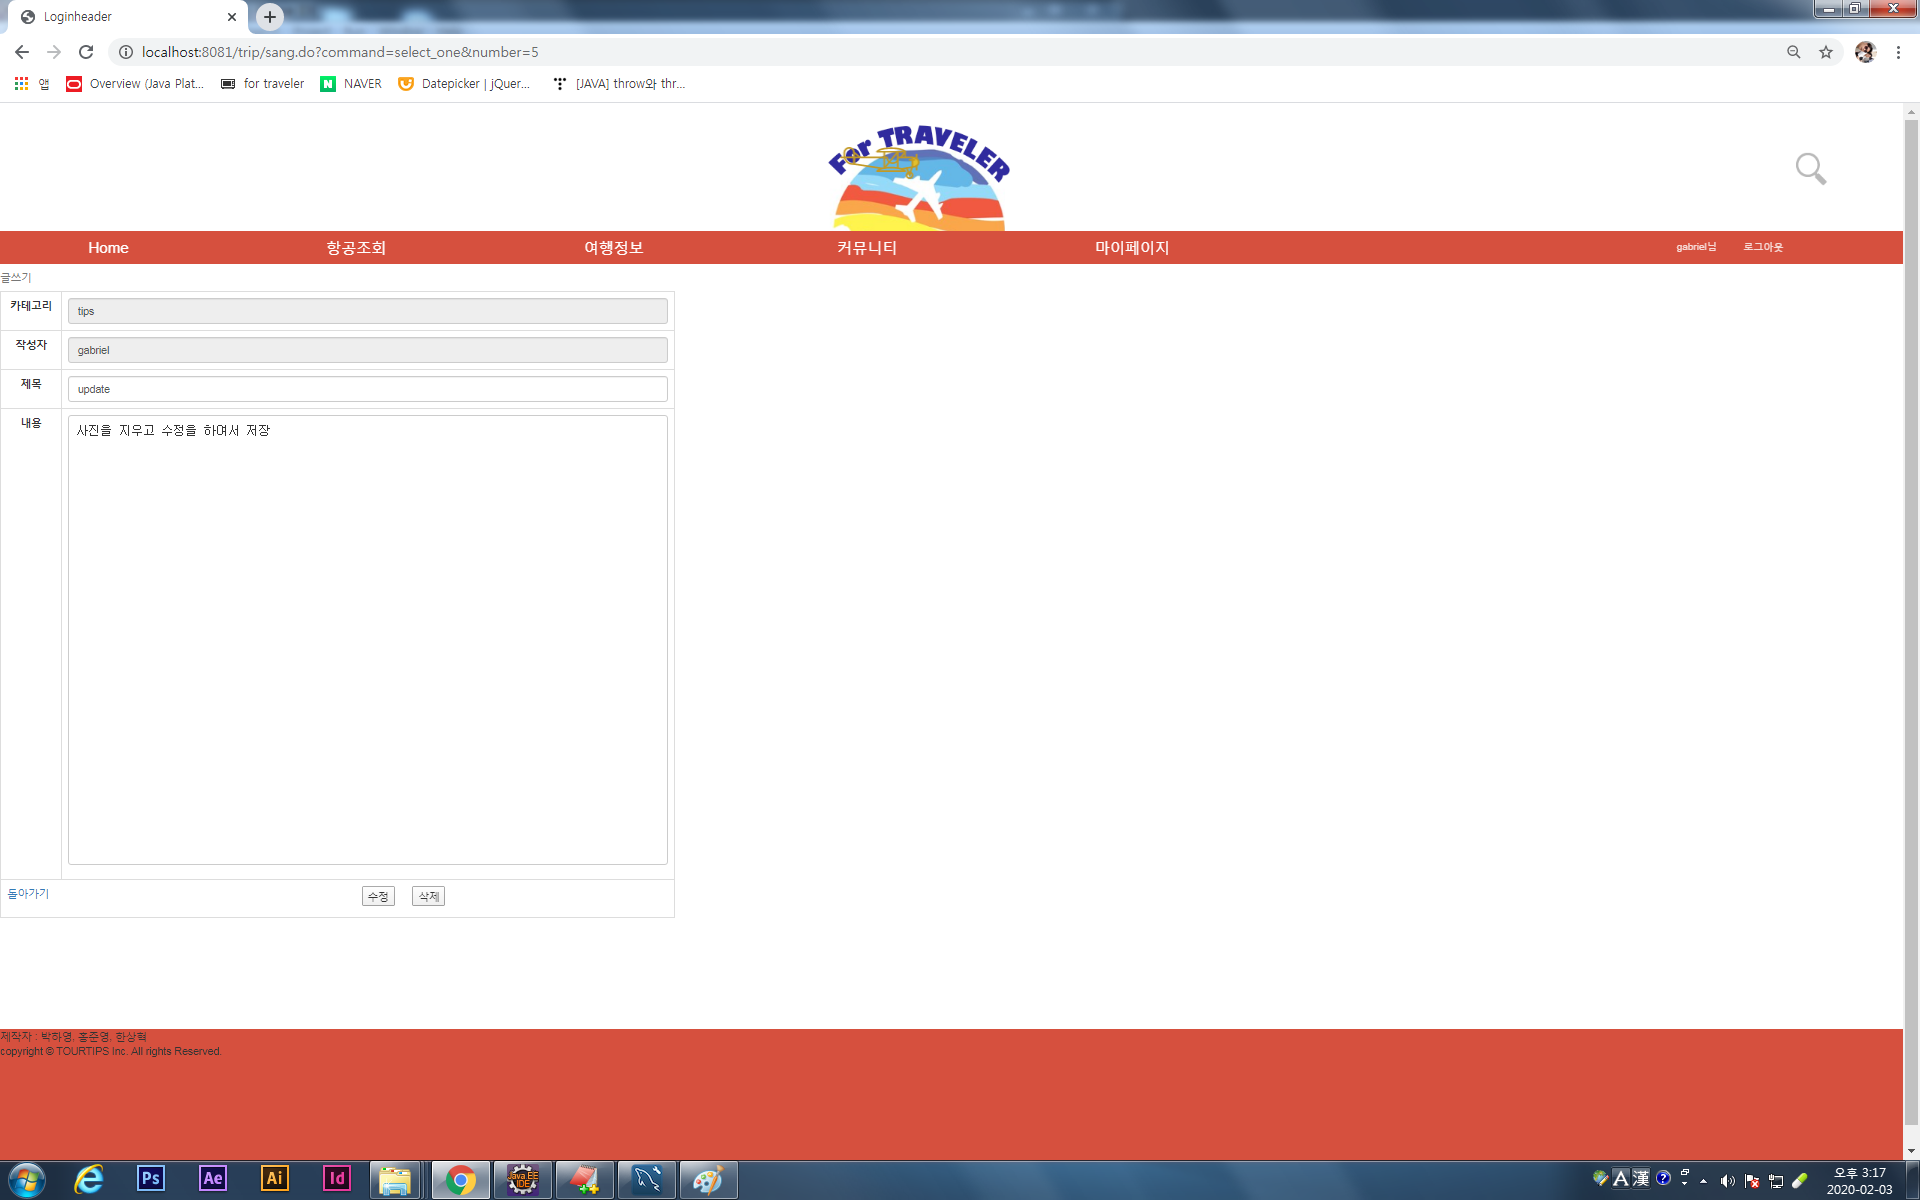 Loginheader
localhost:8081/trip/sang.do?command=select_one&number=5
앱 Overview (Java Plat... for traveler NAVER Datepicker | jQuer... [JAVA] throw와 thr...
For TRAVELER
Home 항공조회 여행정보 커뮤니티 마이페이지 gabriel님 로그아웃
글쓰기
카테고리 tips
작성자 gabriel
제목 update
내용 사진을 지우고 수정을 하며서 저장
돌아가기 수정 삭제
제작자 : 박하영, 홍준영, 한상혁
copyright © TOURTIPS Inc. All rights Reserved.
Ps Ae Ai Id Java EE IDE A 漢 오후 3:17
2020-02-03